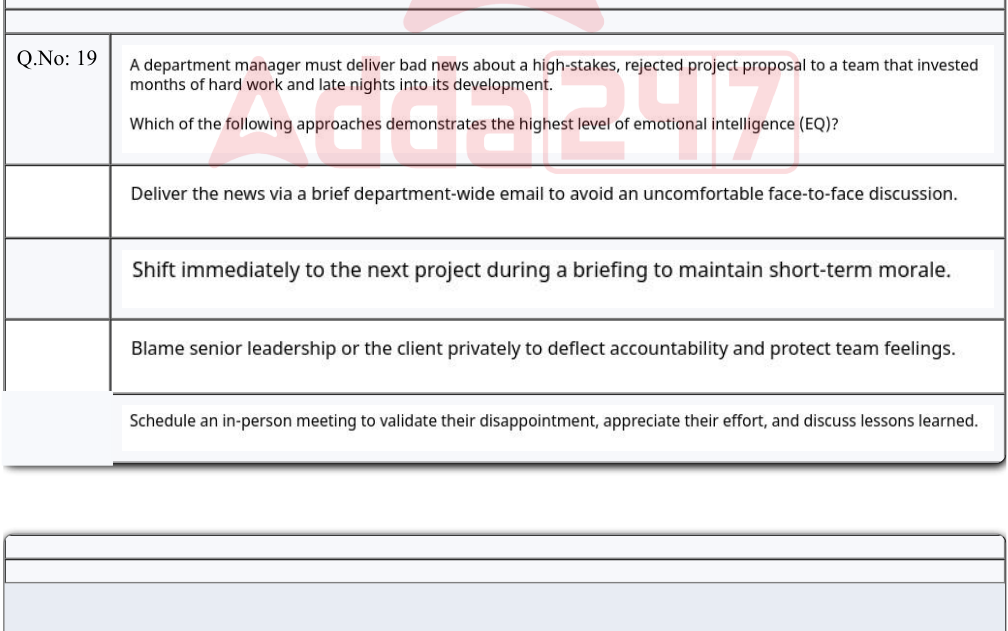 Q.No: 19
A department manager must deliver bad news about a high-stakes, rejected project proposal to a team that invested
months of hard work and late nights into its development.
Which of the following approaches demonstrates the highest level of emotional intelligence (EQ)?
Deliver the news via a brief department-wide email to avoid an uncomfortable face-to-face discussion.
Shift immediately to the next project during a briefing to maintain short-term morale.
Blame senior leadership or the client privately to deflect accountability and protect team feelings.
Schedule an in-person meeting to validate their disappointment, appreciate their effort, and discuss lessons learned.
Adda247